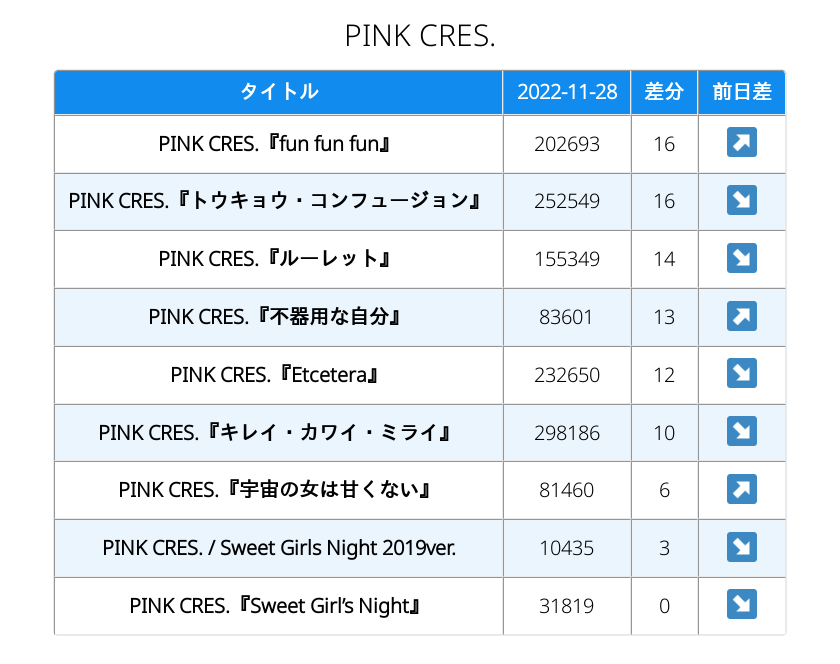 PINK CRES.
タイトル 2022-11-28 差分 前日差
PINK CRES.『fun fun fun』 202693 16 ↗
PINK CRES.『トウキョウ・コンフュージョン』 252549 16 ↘
PINK CRES.『ルーレット』 155349 14 ↘
PINK CRES.『不器用な自分』 83601 13 ↗
PINK CRES.『Etcetera』 232650 12 ↘
PINK CRES.『キレイ・カワイ・ミライ』 298186 10 ↘
PINK CRES.『宇宙の女は甘くない』 81460 6 ↗
PINK CRES. / Sweet Girls Night 2019ver. 10435 3 ↘
PINK CRES.『Sweet Girl’s Night』 31819 0 ↘